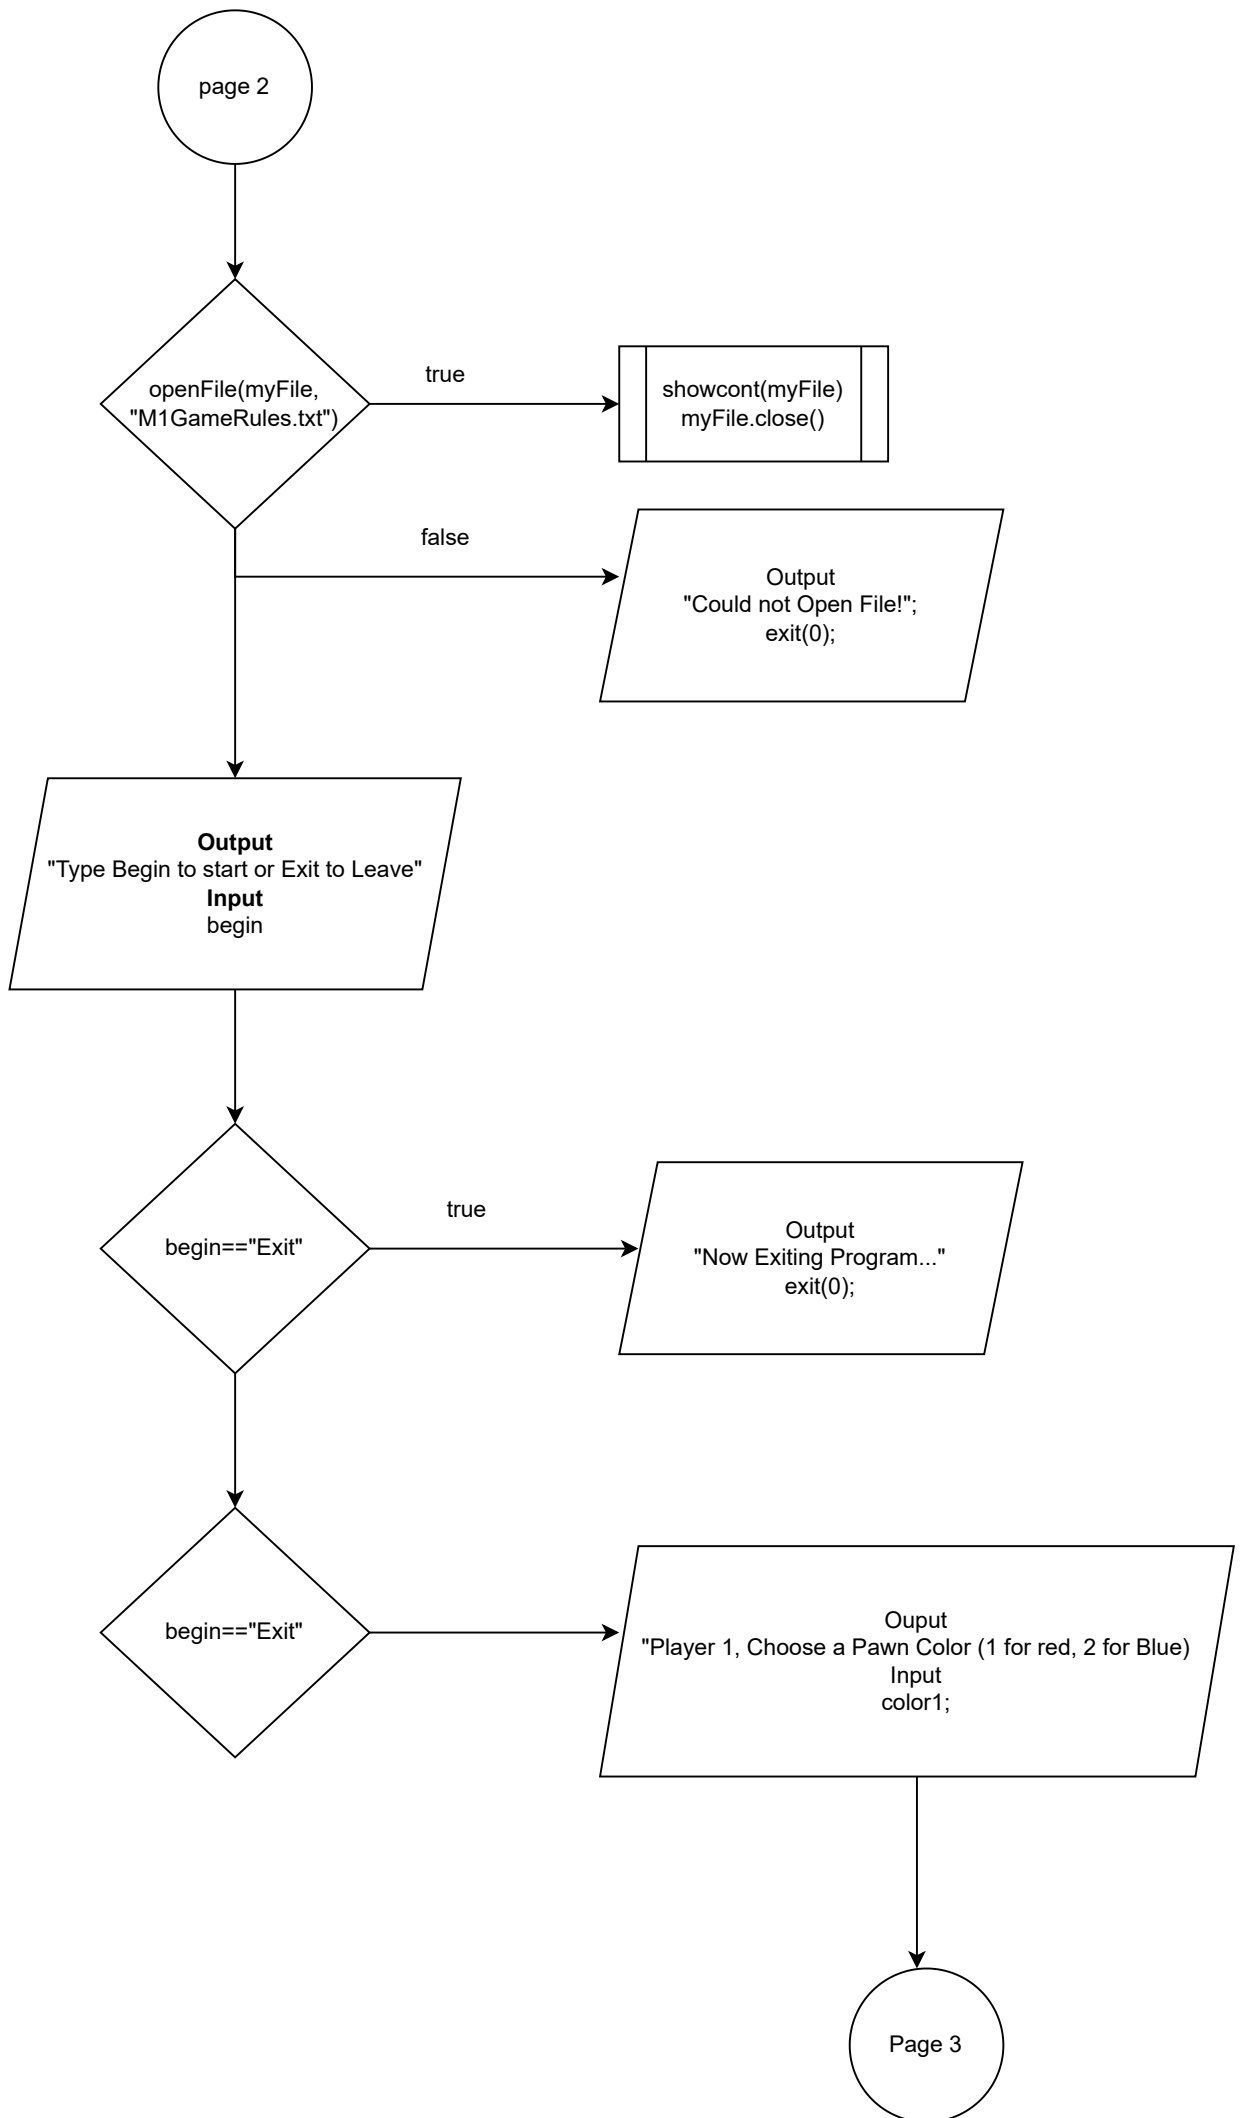 page 2
openFile(myFile,
"M1GameRules.txt")
true
showcont(myFile)
myFile.close()
false
Output
"Could not Open File!";
exit(0);
Output
"Type Begin to start or Exit to Leave"
Input
begin
begin=="Exit"
true
Output
"Now Exiting Program..."
exit(0);
begin=="Exit"
Ouput
"Player 1, Choose a Pawn Color (1 for red, 2 for Blue)
Input
color1;
Page 3